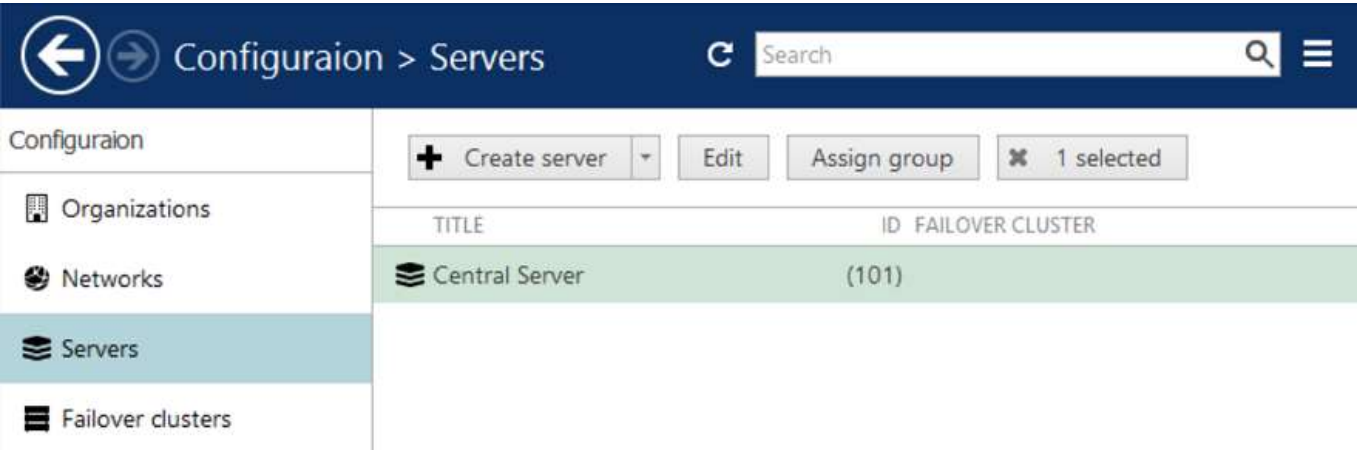 Configuraion > Servers
Search
Configuraion
Organizations
Networks
Servers
Failover clusters
Create server
Edit
Assign group
1 selected
TITLE ID FAILOVER CLUSTER
Central Server (101)